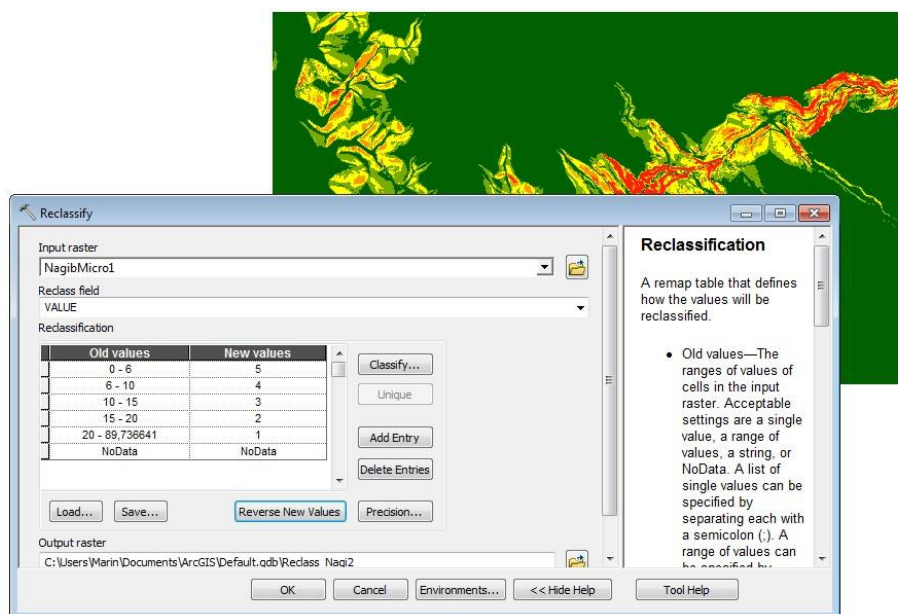 Reclassify
Input raster
NagibMicro1
Reclass field
VALUE
Reclassification
Old values New values
0 - 6 5
6 - 10 4
10 - 15 3
15 - 20 2
20 - 89,736641 1
NoData NoData
Classify...
Unique
Add Entry
Delete Entries
Load... Save... Reverse New Values Precision...
Output raster
C:\Users\Marin\Documents\ArcGIS\Default.gdb\Reclass_Nagi2
OK Cancel Environments... << Hide Help Tool Help
Reclassification
A remap table that defines
how the values will be
reclassified.
• Old values—The
ranges of values of
cells in the input
raster. Acceptable
settings are a single
value, a range of
values, a string, or
NoData. A list of
single values can be
specified by
separating each with
a semicolon (;). A
range of values can
be specified by